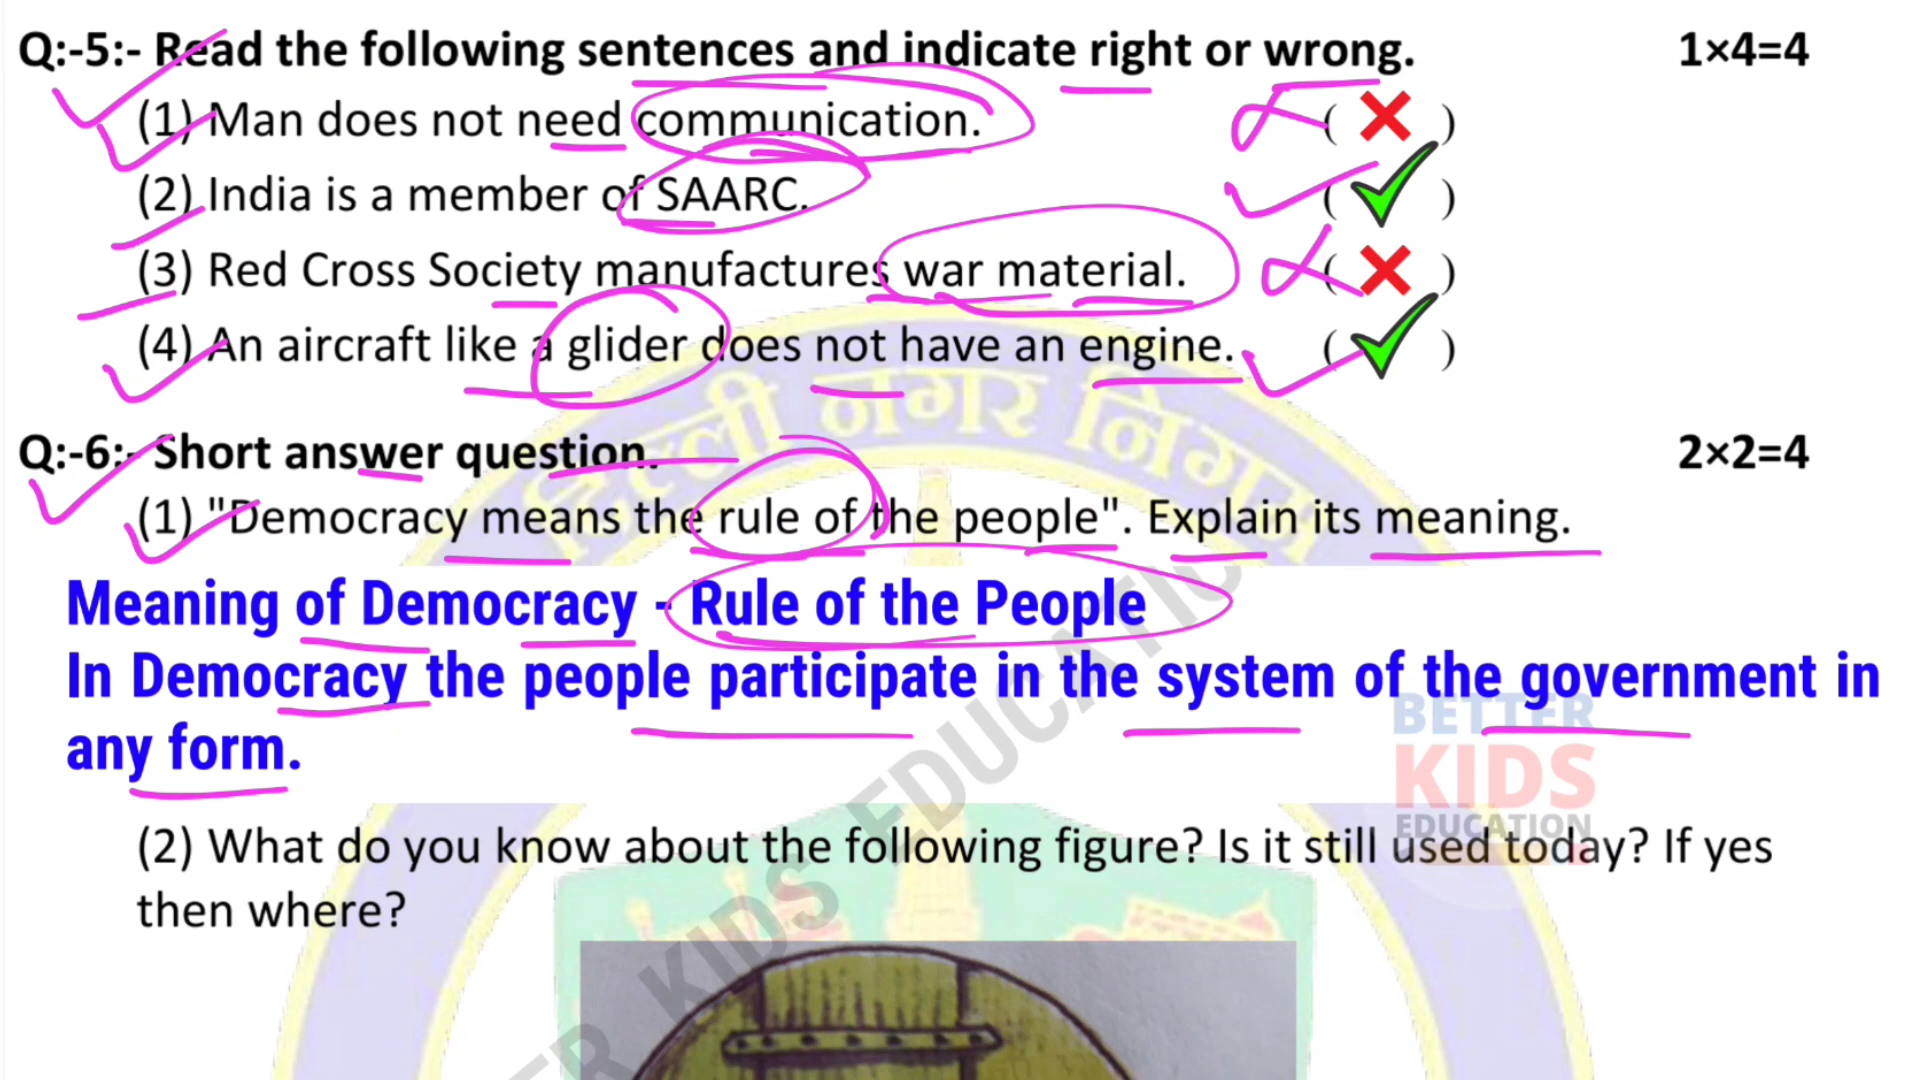 Q:-5:- Read the following sentences and indicate right or wrong. 1×4=4
(1) Man does not need communication. ( ❌ )
(2) India is a member of SAARC. ( ✔ )
(3) Red Cross Society manufactures war material. ( ❌ )
(4) An aircraft like a glider does not have an engine. ( ✔ )
दिल्ली नगर निगम
Q:-6:- Short answer question. 2×2=4
(1) "Democracy means the rule of the people". Explain its meaning.
Meaning of Democracy - Rule of the People
In Democracy the people participate in the system of the government in
any form.
BETTER
KIDS
EDUCATION
(2) What do you know about the following figure? Is it still used today? If yes
then where?
KIDS EDUCATIO